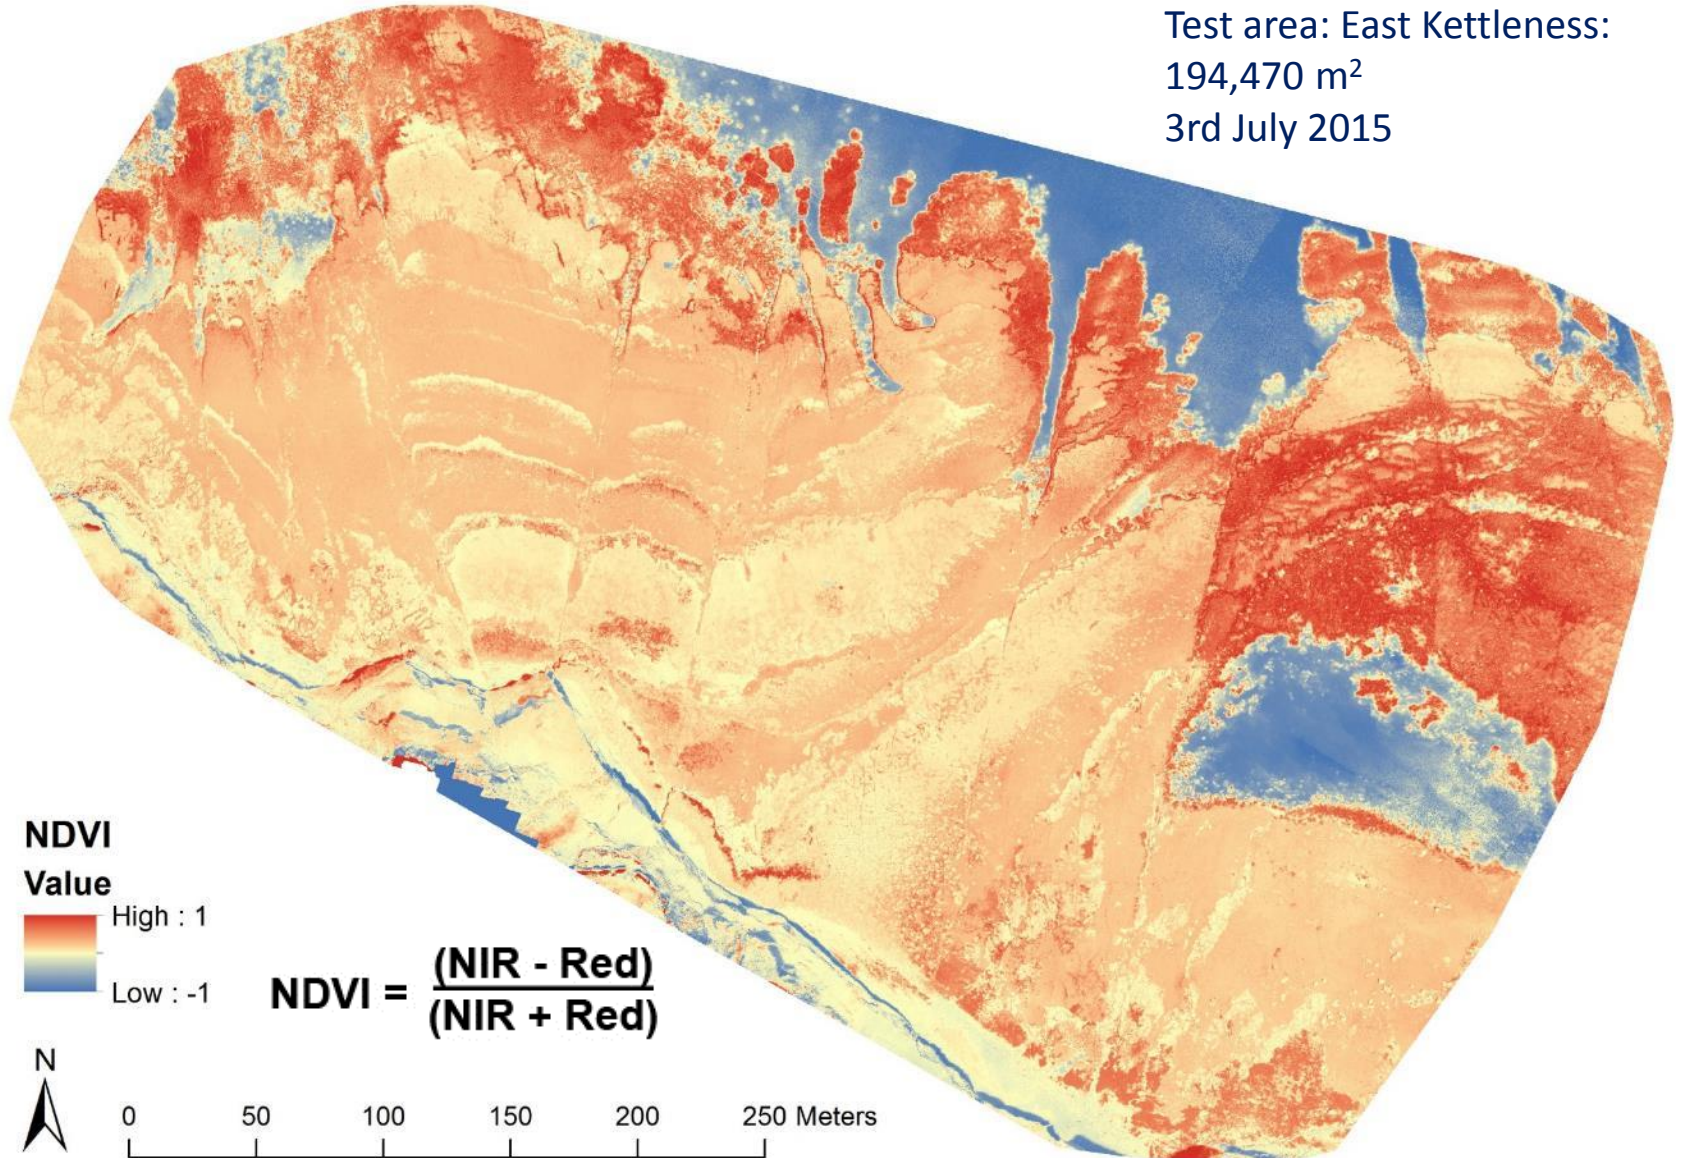 Test area: East Kettleness:
194,470 m²
3rd July 2015
NDVI
Value
High : 1
Low : -1
NDVI = (NIR - Red)
(NIR + Red)
N
0 50 100 150 200 250 Meters